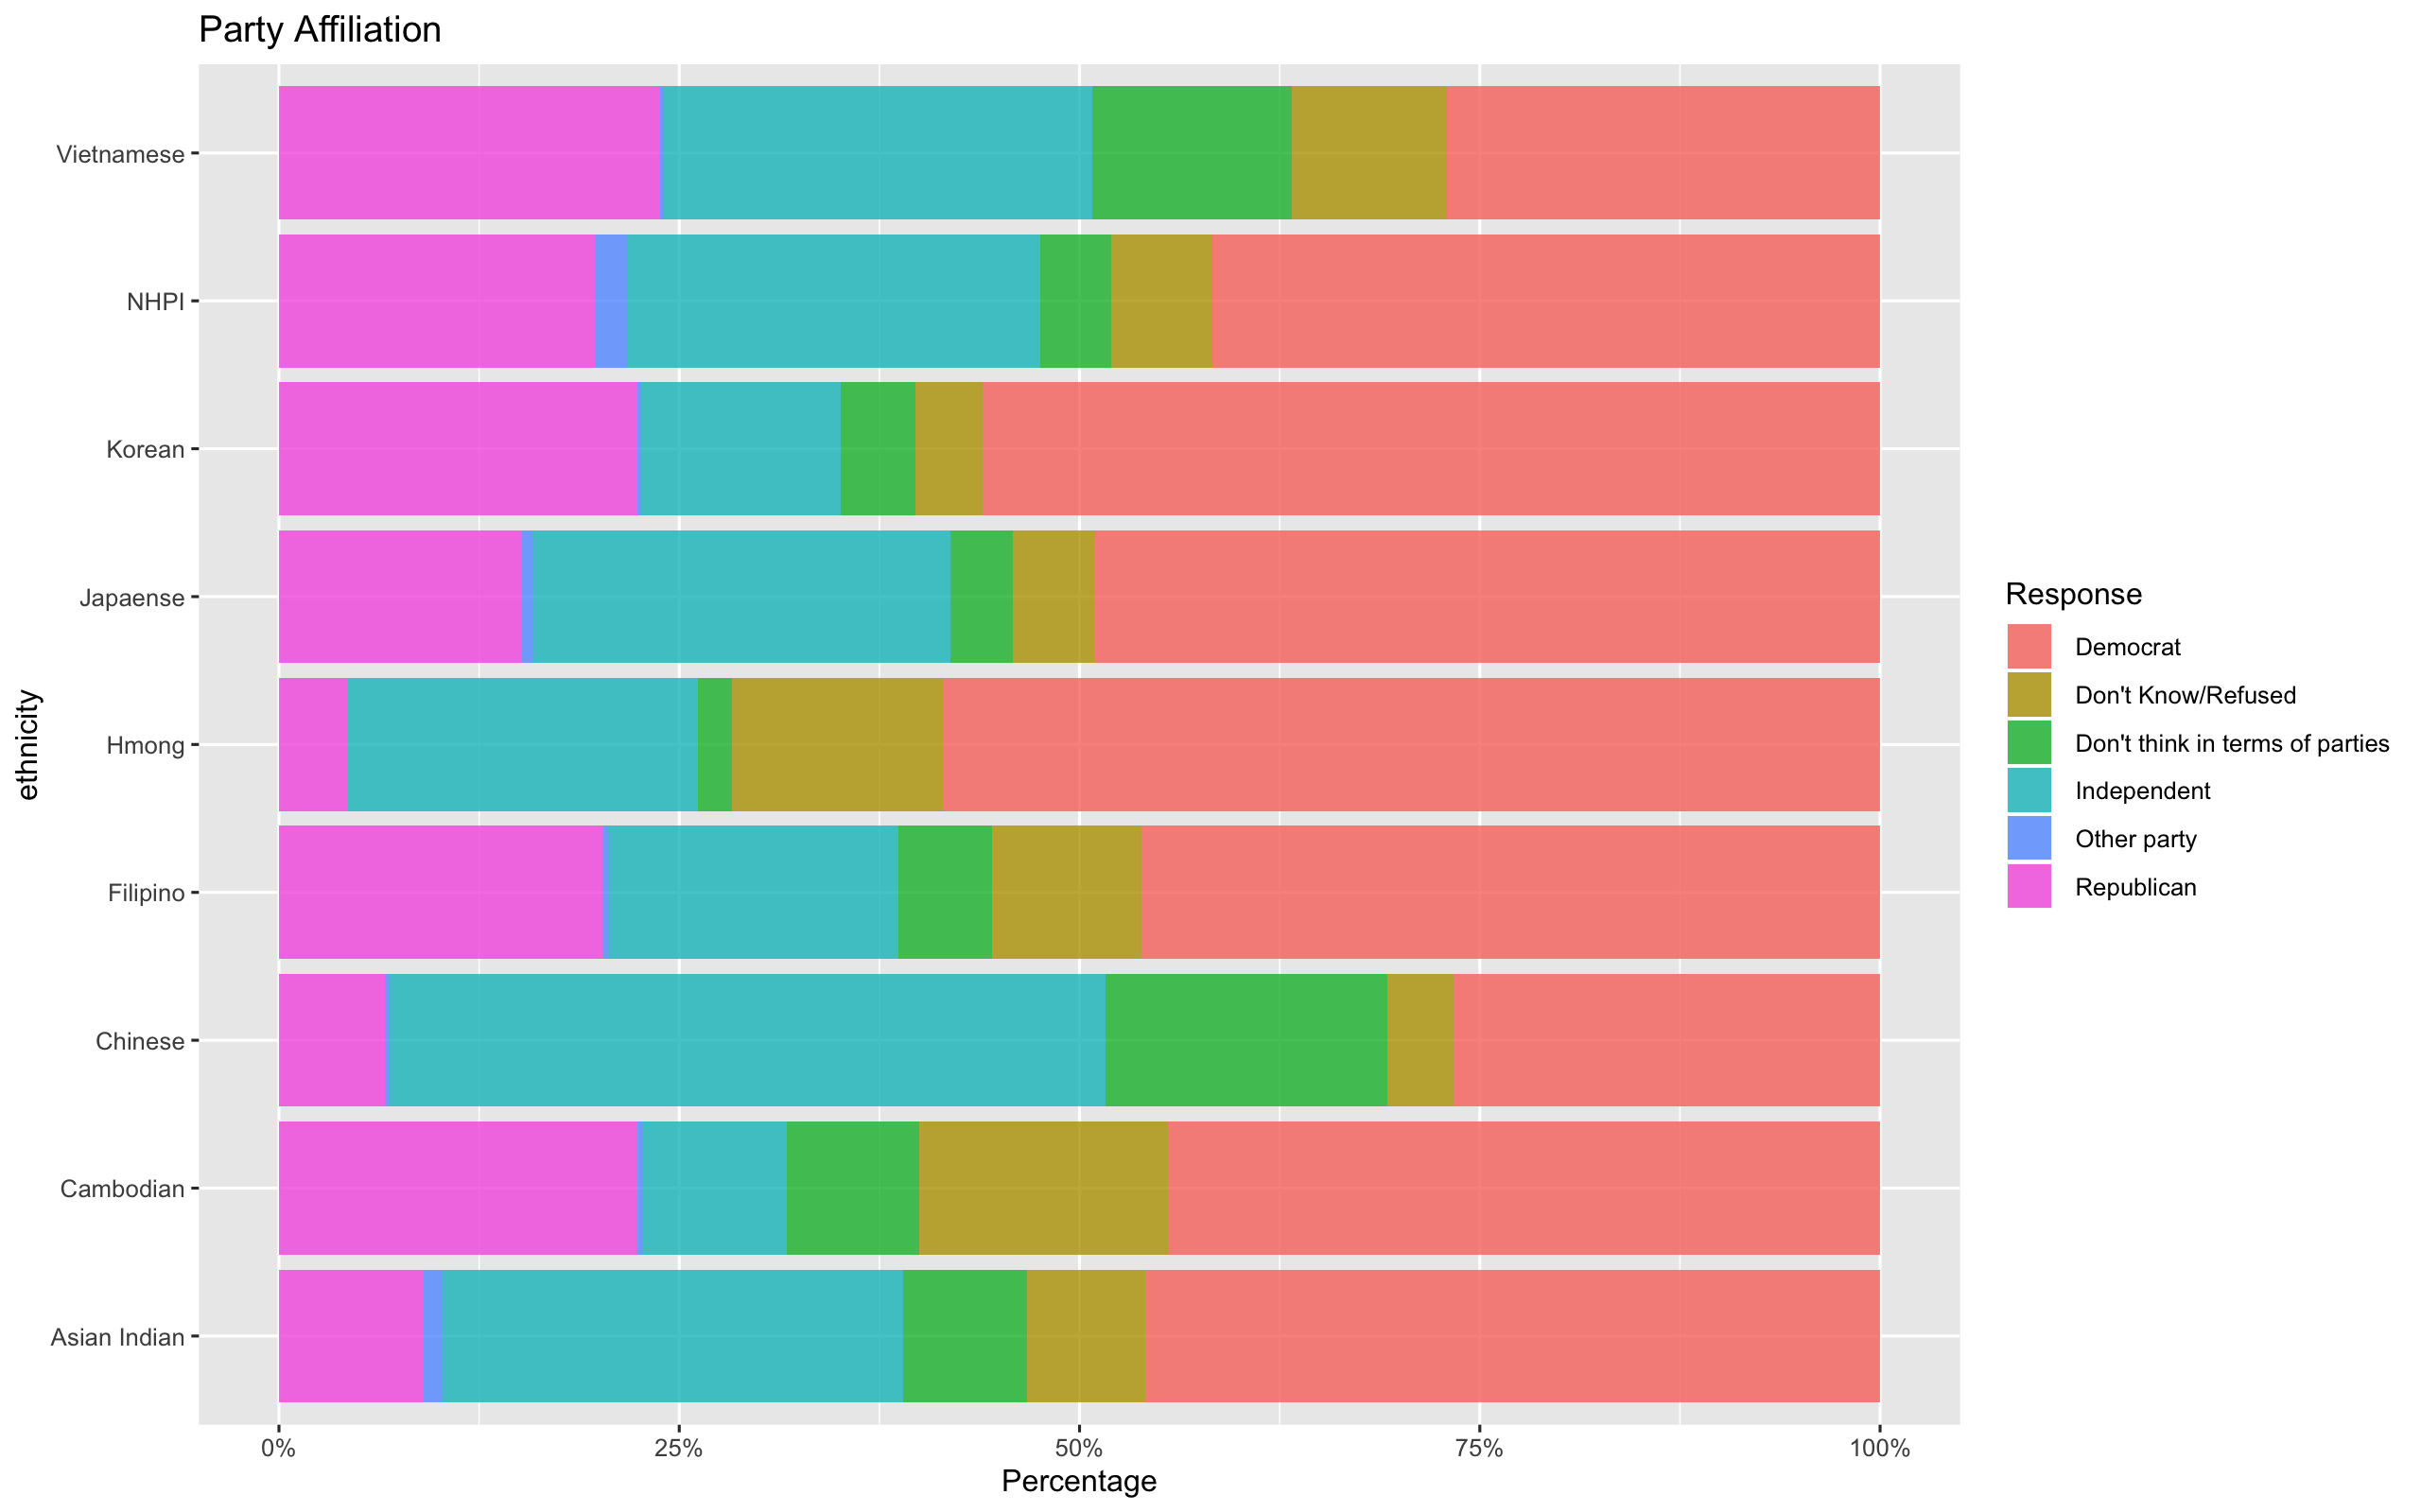 Party Affiliation
Vietnamese
NHPI
Korean
Japaense
Hmong
Filipino
Chinese
Cambodian
Asian Indian
ethnicity
0% 25% 50% 75% 100%
Percentage
Response
Democrat
Don't Know/Refused
Don't think in terms of parties
Independent
Other party
Republican